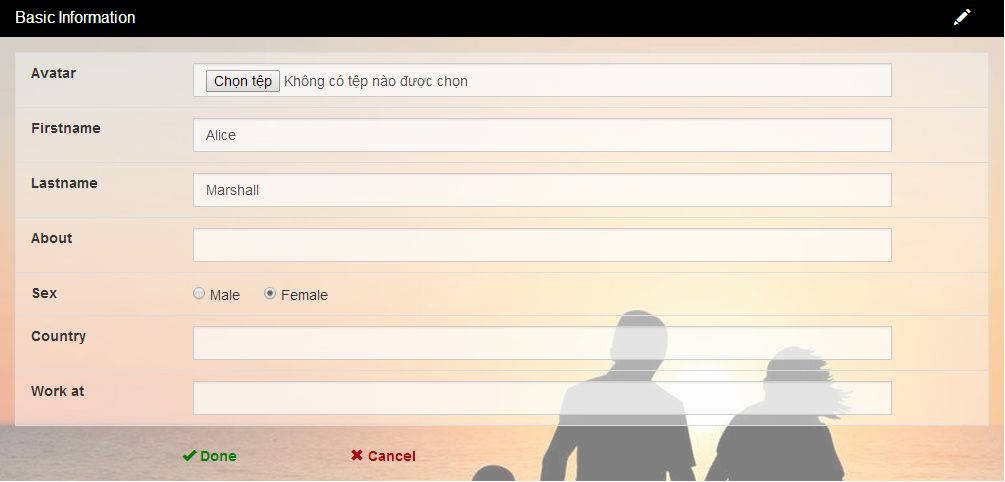 Basic Information
Avatar
Chọn tệp Không có tệp nào được chọn
Firstname
Alice
Lastname
Marshall
About
Sex
Male Female
Country
Work at
Done Cancel